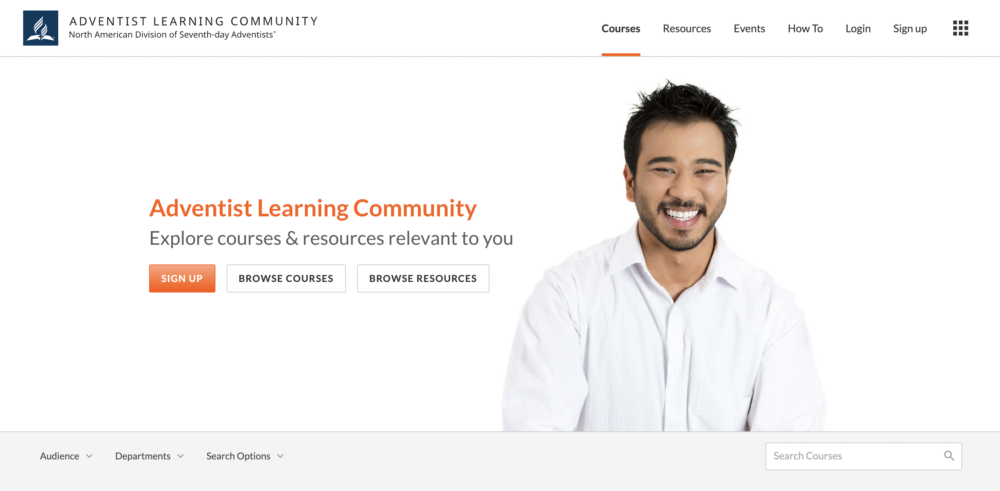 ADVENTIST LEARNING COMMUNITY
North American Division of Seventh-day Adventists®
Courses
Resources
Events
How To
Login
Sign up
Adventist Learning Community
Explore courses & resources relevant to you
SIGN UP
BROWSE COURSES
BROWSE RESOURCES
Audience
Departments
Search Options
Search Courses